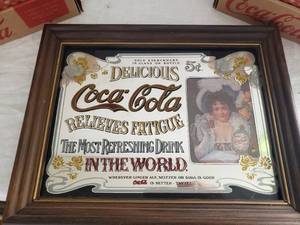 SOLD EVERYWHERE
IN GLASS OR BOTTLE
DELICIOUS
5¢
Coca-Cola
RELIEVES FATIGUE
THE MOST REFRESHING DRINK
IN THE WORLD.
WHEREVER GINGER ALE, SELTZER OR SODA IS GOOD
Coca-Cola IS BETTER - TRY IT!